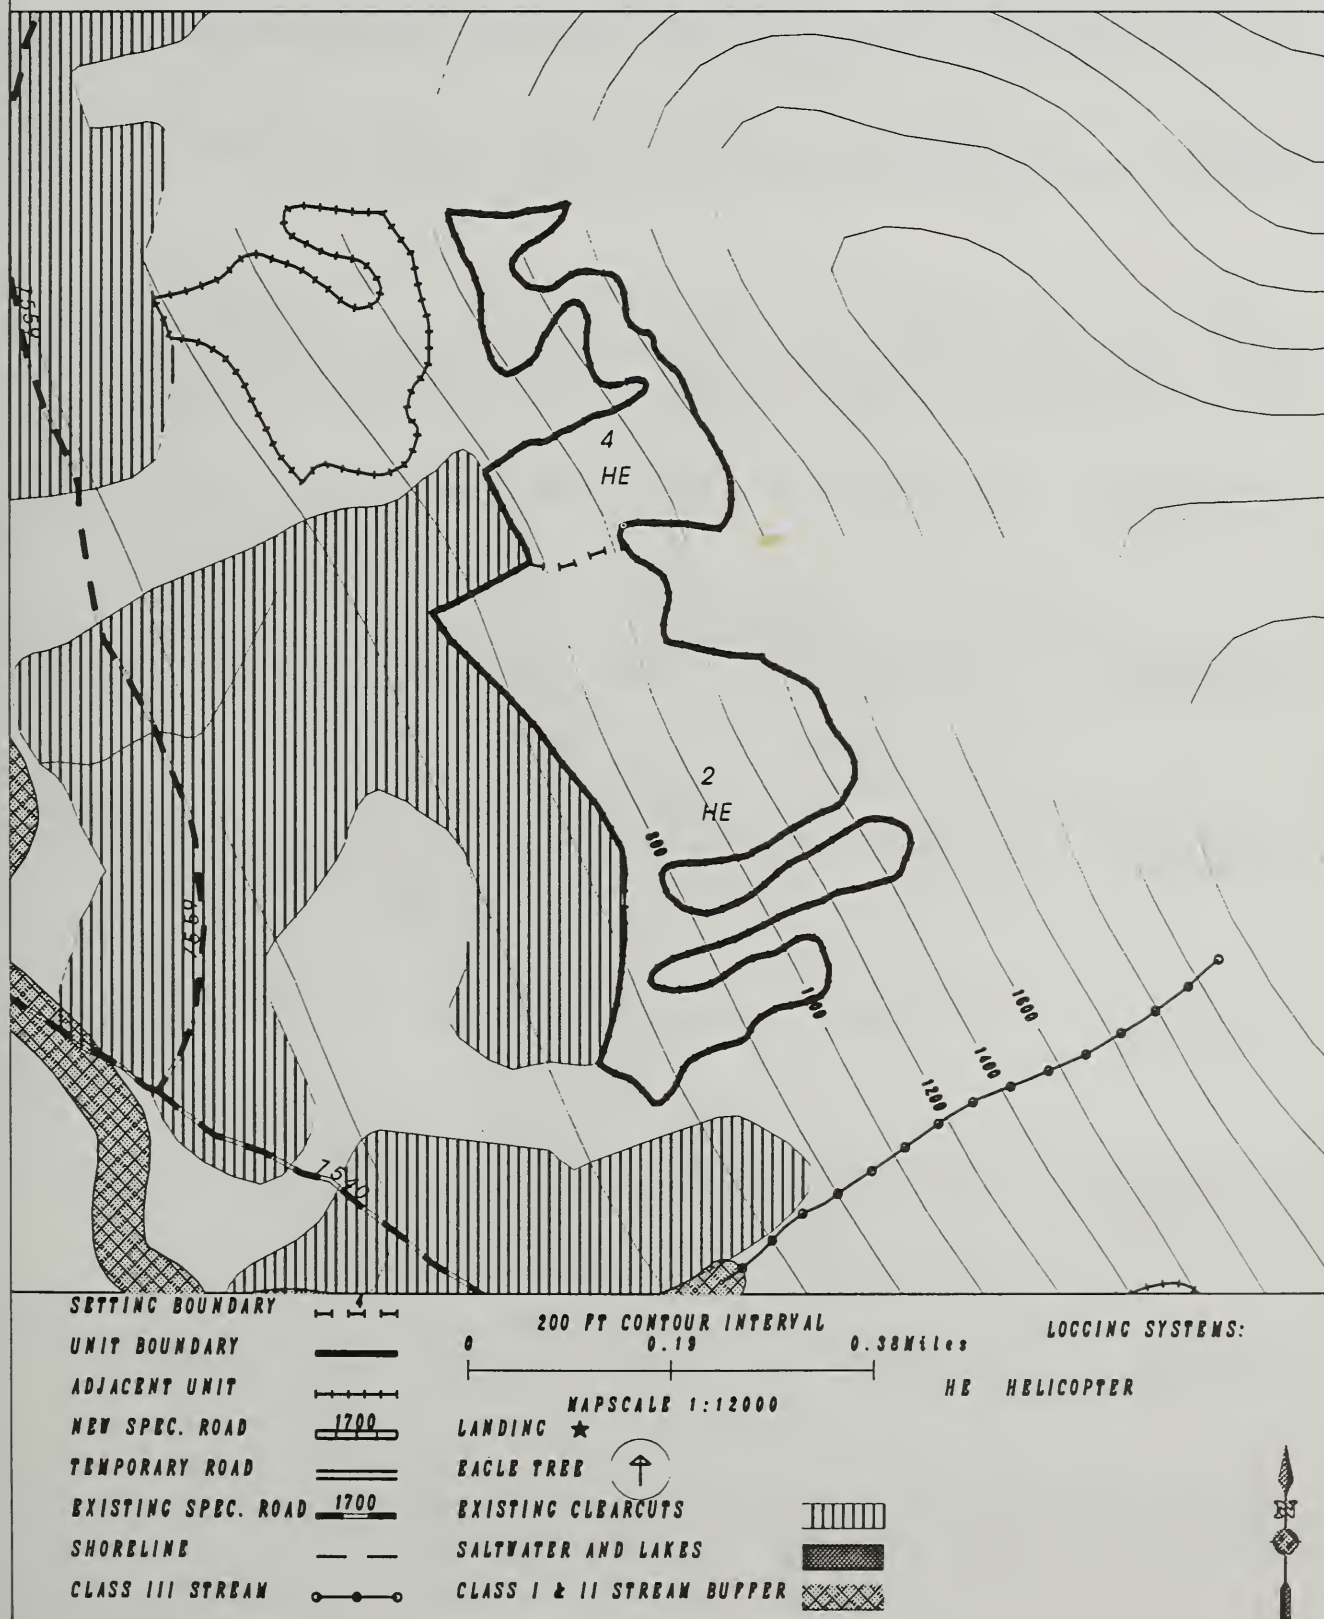 4
HE
2
HE
800
1600
1400
1200
7540
SETTING BOUNDARY
UNIT BOUNDARY
ADJACENT UNIT
NEW SPEC. ROAD 1700
TEMPORARY ROAD
EXISTING SPEC. ROAD 1700
SHORELINE
CLASS III STREAM
200 FT CONTOUR INTERVAL
0 0.19 0.38Miles
MAPSCALE 1:12000
LANDING
EAGLE TREE
EXISTING CLEARCUTS
SALTWATER AND LAKES
CLASS I & II STREAM BUFFER
LOGGING SYSTEMS:
HE HELICOPTER
N